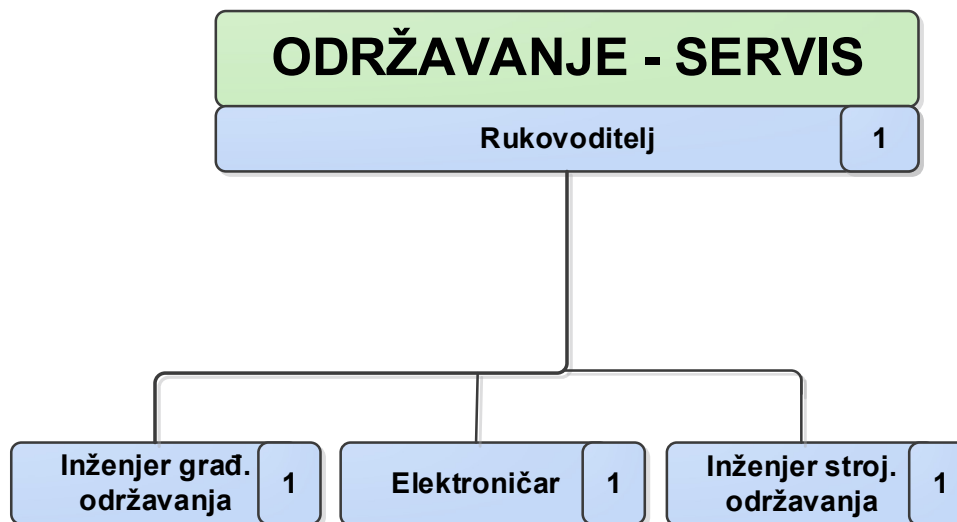 ODRŽAVANJE - SERVIS
Rukovoditelj 1
Inženjer građ.
održavanja 1
Elektroničar 1
Inženjer stroj.
održavanja 1